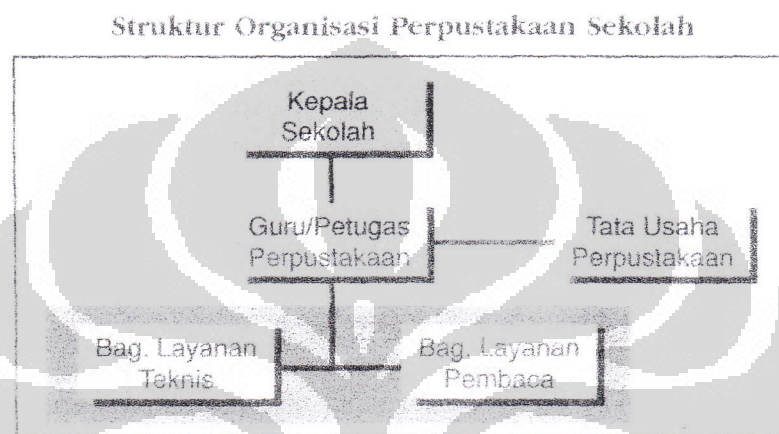 Struktur Organisasi Perpustakaan Sekolah
Kepala
Sekolah
Guru/Petugas
Perpustakaan
Tata Usaha
Perpustakaan
Bag. Layanan
Teknis
Bag. Layanan
Pembaca